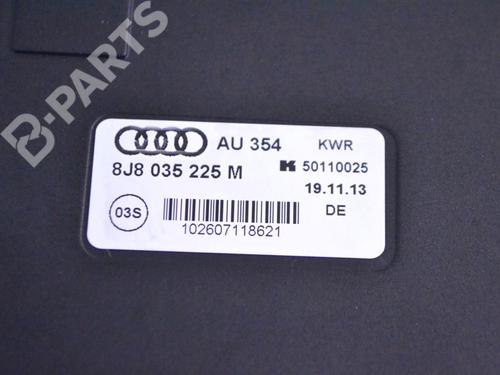 B-PARTS
AU 354
KWR
8J8 035 225 M
K 50110025
19.11.13
03S
DE
102607118621